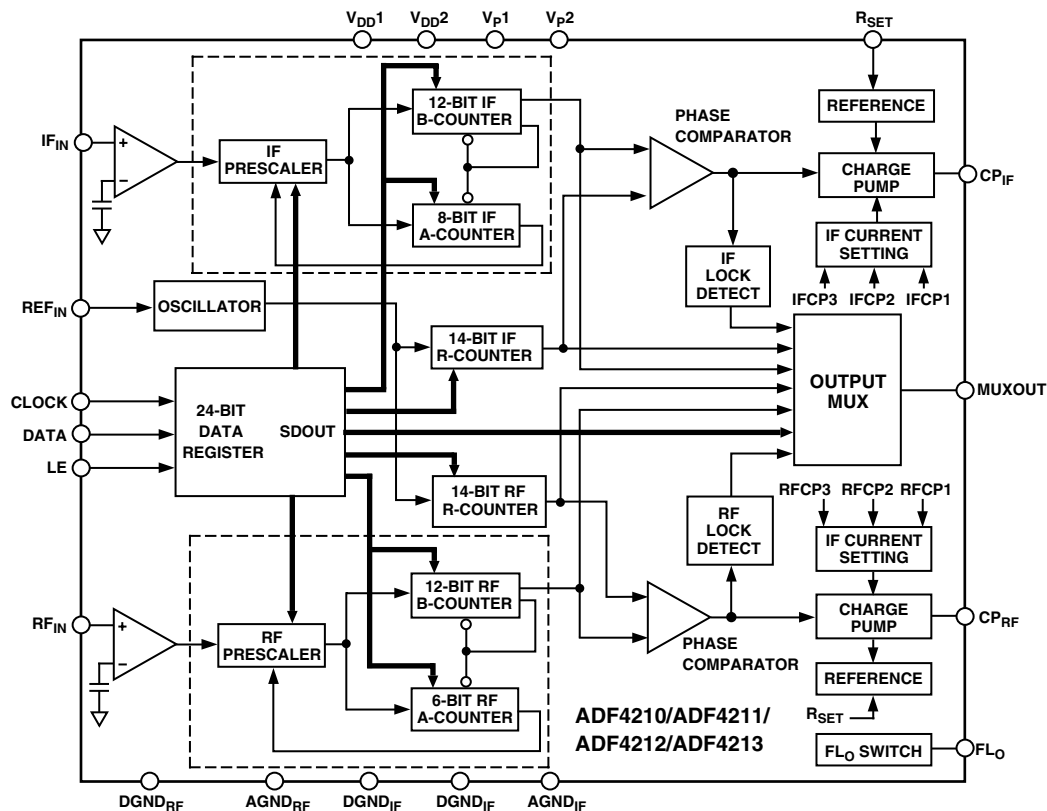 VDD1 VDD2 VP1 VP2 RSET
12-BIT IF
B-COUNTER
PHASE
COMPARATOR
REFERENCE
IFIN
+
−
IF
PRESCALER
CHARGE
PUMP
CPIF
8-BIT IF
A-COUNTER
IF CURRENT
SETTING
IF
LOCK
DETECT
IFCP3 IFCP2 IFCP1
REFIN
OSCILLATOR
14-BIT IF
R-COUNTER
OUTPUT
MUX
MUXOUT
CLOCK
DATA
LE
24-BIT
DATA
REGISTER
SDOUT
14-BIT RF
R-COUNTER
RFCP3 RFCP2 RFCP1
RF
LOCK
DETECT
IF CURRENT
SETTING
12-BIT RF
B-COUNTER
RFIN
+
−
RF
PRESCALER
CHARGE
PUMP
CPRF
PHASE
COMPARATOR
REFERENCE
6-BIT RF
A-COUNTER
RSET
ADF4210/ADF4211/
ADF4212/ADF4213
FLO SWITCH
FLO
DGNDRF AGNDRF DGNDIF DGNDIF AGNDIF